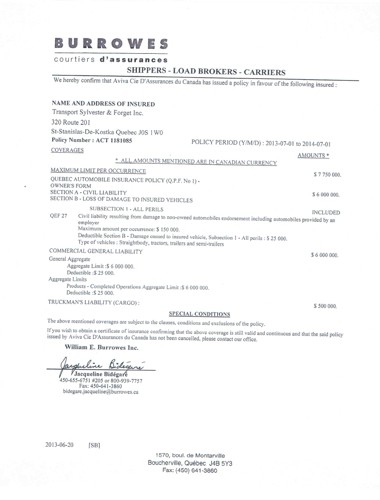 BURROWES
courtiers d'assurances
SHIPPERS - LOAD BROKERS - CARRIERS
We hereby confirm that Aviva Cie D'Assurances du Canada has issued a policy in favour of the following insured :
NAME AND ADDRESS OF INSURED
Transport Sylvester & Forget Inc.
320 Route 201
St-Stanislas-De-Kostka Quebec J0S 1W0
Policy Number : ACT 1181085 POLICY PERIOD (Y/M/D) : 2013-07-01 to 2014-07-01
COVERAGES AMOUNTS *
* ALL AMOUNTS MENTIONED ARE IN CANADIAN CURRENCY
MAXIMUM LIMIT PER OCCURRENCE $ 7 750 000.
QUEBEC AUTOMOBILE INSURANCE POLICY (Q.P.F. No 1) -
OWNER'S FORM
SECTION A - CIVIL LIABILITY $ 6 000 000.
SECTION B - LOSS OF DAMAGE TO INSURED VEHICLES
SUBSECTION 1 - ALL PERILS INCLUDED
QEF 27 Civil liability resulting from damage to non-owned automobiles endorsement including automobiles provided by an
employer
Maximum amount per occurrence: $ 150 000.
Deductible Section B - Damage caused to insured vehicle, Subsection 1 - All perils : $ 25 000.
Type of vehicles : Straightbody, tractors, trailers and semi-trailers
COMMERCIAL GENERAL LIABILITY $ 6 000 000.
General Aggregate
Aggregate Limit :$ 6 000 000.
Deductible :$ 25 000.
Aggregate Limits
Products - Completed Operations Aggregate Limit :$ 6 000 000.
Deductible :$ 25 000.
TRUCKMAN'S LIABILITY (CARGO) : $ 500 000.
SPECIAL CONDITIONS
The above mentioned coverages are subject to the clauses, conditions and exclusions of the policy.
If you wish to obtain a certificate of insurance confirming that the above coverage is still valid and continuous and that the said policy
issued by Aviva Cie D'Assurances du Canada has not been cancelled, please contact our office.
William E. Burrowes Inc.
Jacqueline Bidégaré
Jacqueline Bidégaré
450-655-6731 #205 or 800-939-7757
Fax: 450-641-3860
bidegare.jacqueline@burrowes.ca
2013-06-20 [SB]
1570, boul. de Montarville
Boucherville, Québec J4B 5Y3
Fax: (450) 641-3860